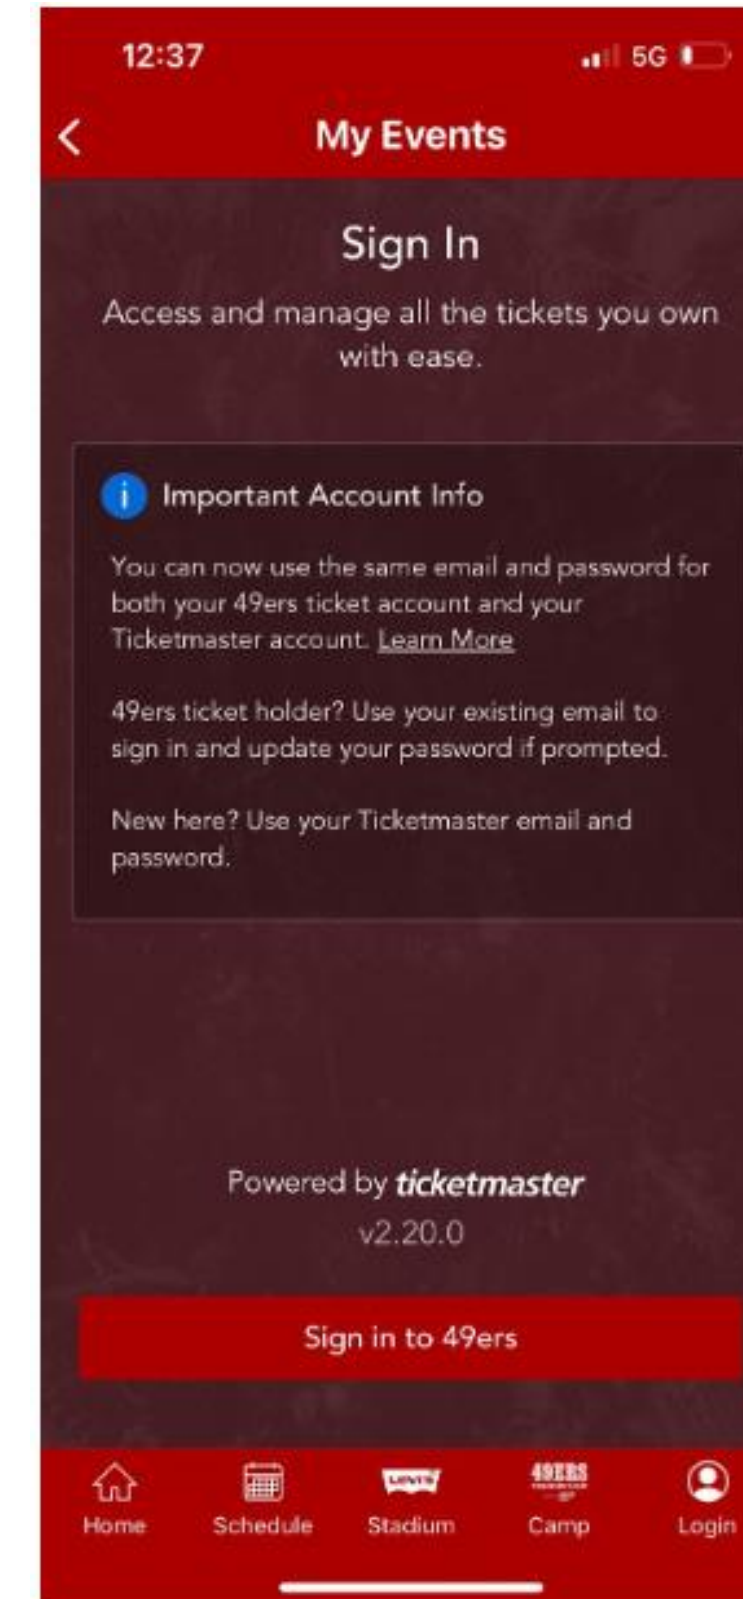 12:37
5G
My Events
Sign In
Access and manage all the tickets you own
with ease.
Important Account Info
You can now use the same email and password for
both your 49ers ticket account and your
Ticketmaster account. Learn More
49ers ticket holder? Use your existing email to
sign in and update your password if prompted.
New here? Use your Ticketmaster email and
password.
Powered by ticketmaster
v2.20.0
Sign in to 49ers
LEVI'S
49ERS
Home Schedule Stadium Camp Login